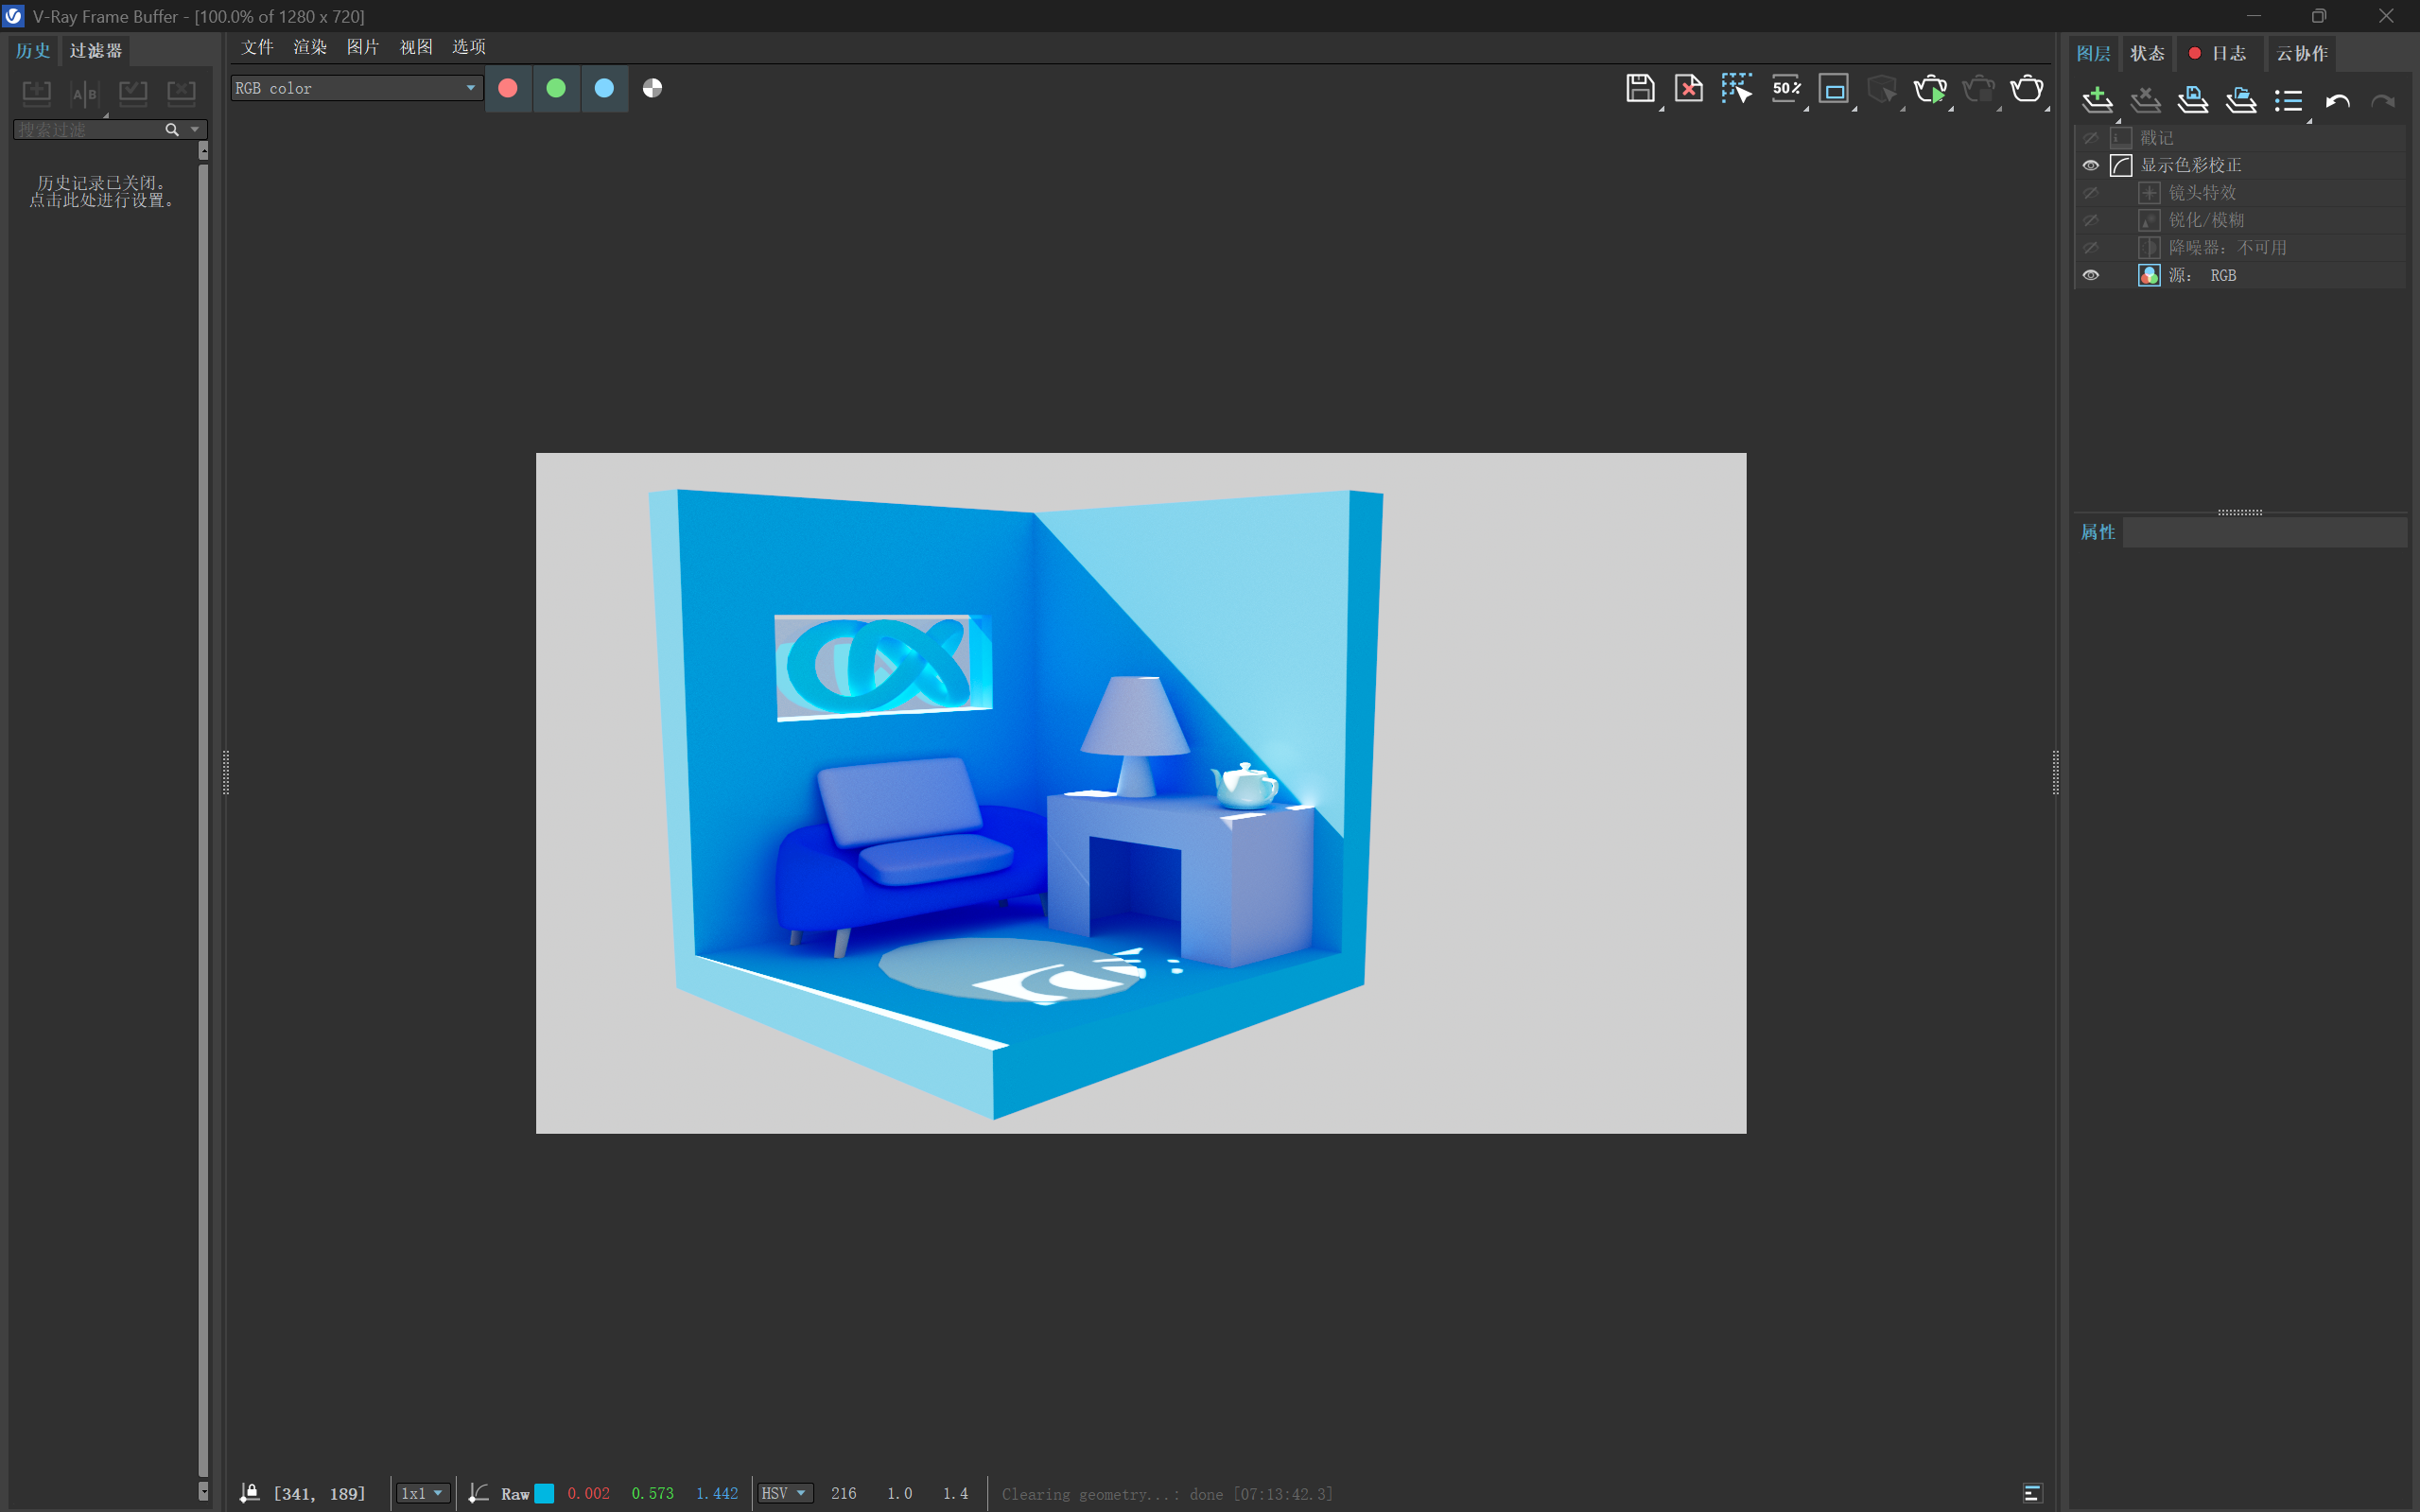 V-Ray Frame Buffer - [100.0% of 1280 x 720]
历史 过滤器
文件 渲染 图片 视图 选项
图层 状态 日志 云协作
RGB color
50%
A B
搜索过滤
历史记录已关闭。
点击此处进行设置。
戳记
显示色彩校正
镜头特效
锐化/模糊
降噪器: 不可用
源: RGB
属性
[341, 189] 1x1 Raw 0.002 0.573 1.442 HSV 216 1.0 1.4 Clearing geometry...: done [07:13:42.3]